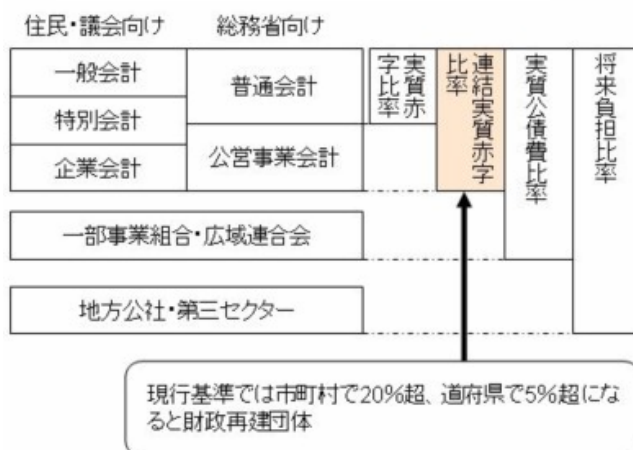 住民・議会向け
総務省向け
一般会計
特別会計
企業会計
普通会計
公営事業会計
実質赤
字比率
連結実質赤字
比率
実質公債費比率
将来負担比率
一部事業組合・広域連合会
地方公社・第三セクター
現行基準では市町村で20%超、道府県で5%超にな
ると財政再建団体